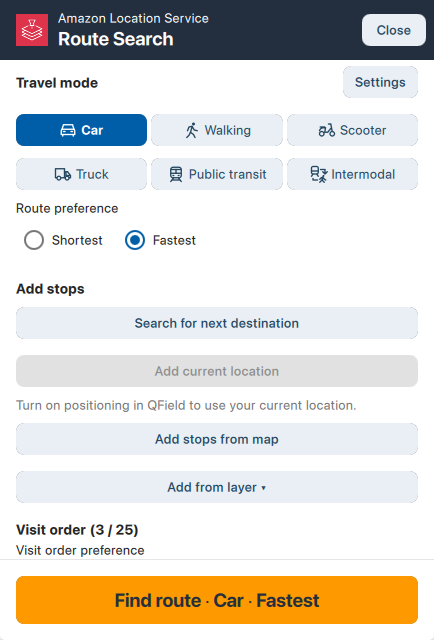 Amazon Location Service
Route Search
Close
Travel mode
Settings
Car
Walking
Scooter
Truck
Public transit
Intermodal
Route preference
Shortest
Fastest
Add stops
Search for next destination
Add current location
Turn on positioning in QField to use your current location.
Add stops from map
Add from layer ▾
Visit order (3 / 25)
Visit order preference
Find route · Car · Fastest